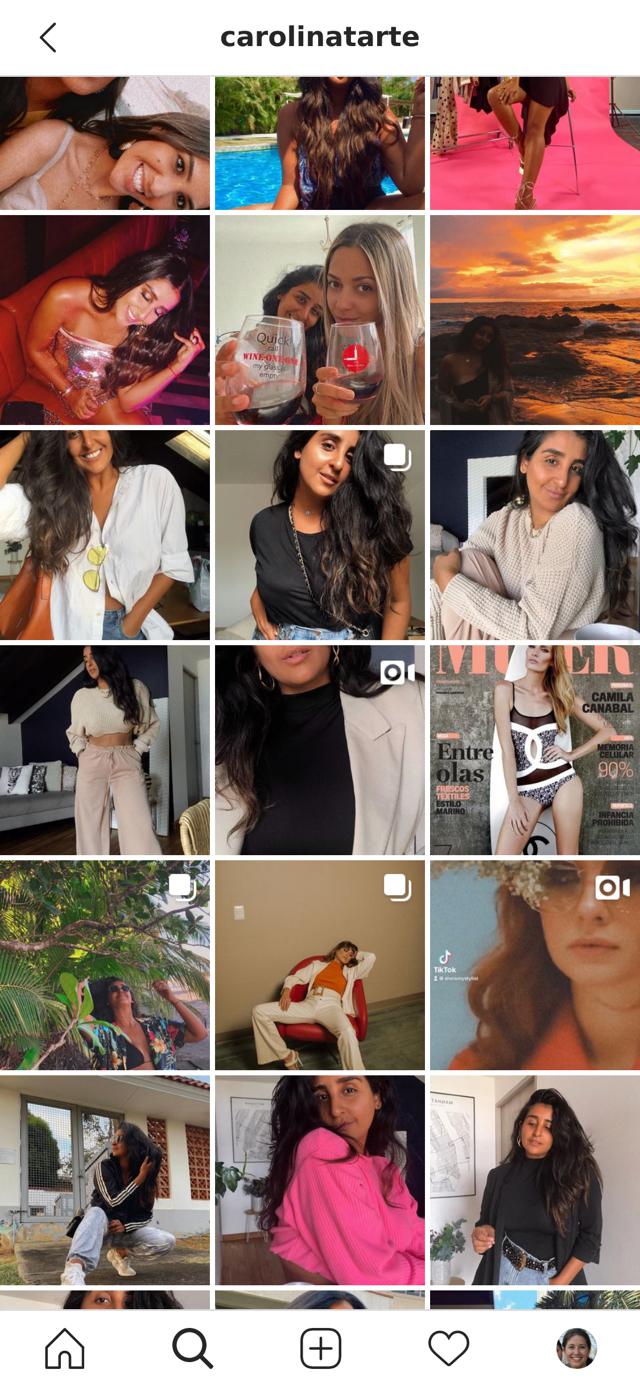 carolinatarte
Quick
call
WINE-ONE-ONE
my glass is
empty
MUJER
CAMILA
CANABAL
Entre
olas
FRESCOS
TEXTILES
ESTILO
MARINO
MEMORIA
CELULAR
90%
INFANCIA
PROHIBIDA
TikTok